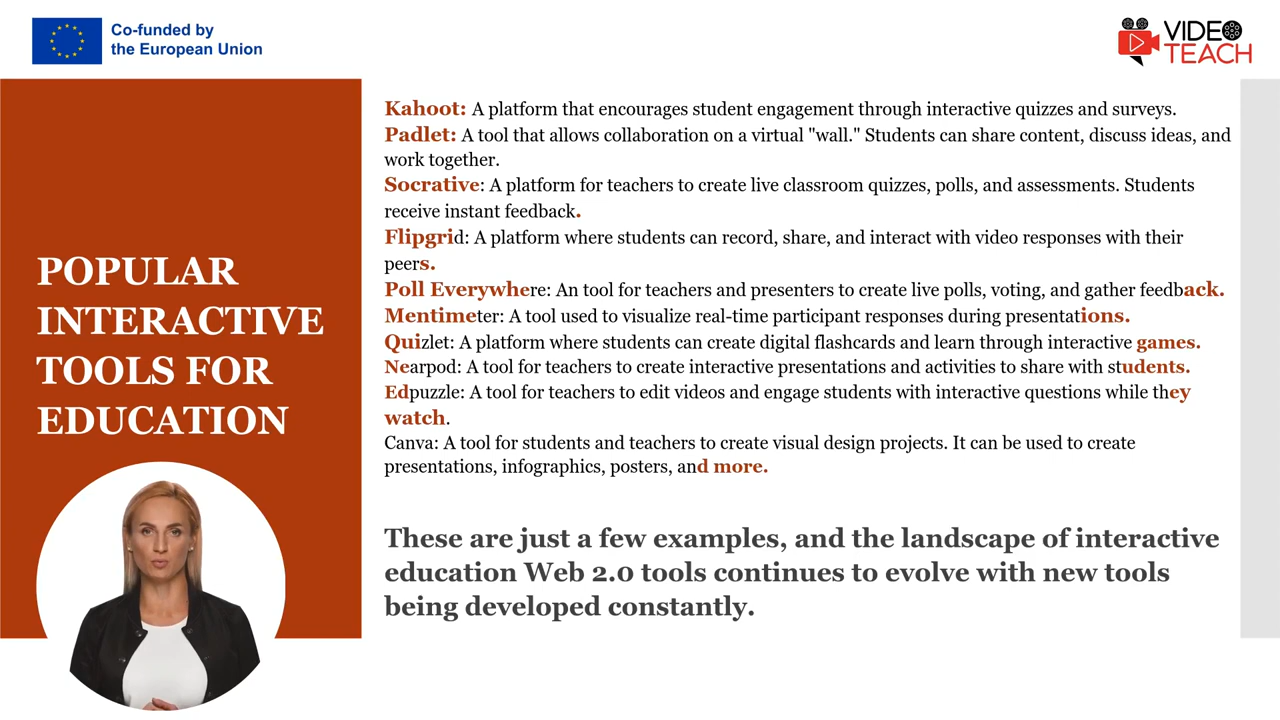 Co-funded by
the European Union
VIDEO
TEACH
POPULAR
INTERACTIVE
TOOLS FOR
EDUCATION
Kahoot: A platform that encourages student engagement through interactive quizzes and surveys.
Padlet: A tool that allows collaboration on a virtual "wall." Students can share content, discuss ideas, and
work together.
Socrative: A platform for teachers to create live classroom quizzes, polls, and assessments. Students
receive instant feedback.
Flipgrid: A platform where students can record, share, and interact with video responses with their
peers.
Poll Everywhere: An tool for teachers and presenters to create live polls, voting, and gather feedback.
Mentimeter: A tool used to visualize real-time participant responses during presentations.
Quizlet: A platform where students can create digital flashcards and learn through interactive games.
Nearpod: A tool for teachers to create interactive presentations and activities to share with students.
Edpuzzle: A tool for teachers to edit videos and engage students with interactive questions while they
watch.
Canva: A tool for students and teachers to create visual design projects. It can be used to create
presentations, infographics, posters, and more.
These are just a few examples, and the landscape of interactive
education Web 2.0 tools continues to evolve with new tools
being developed constantly.